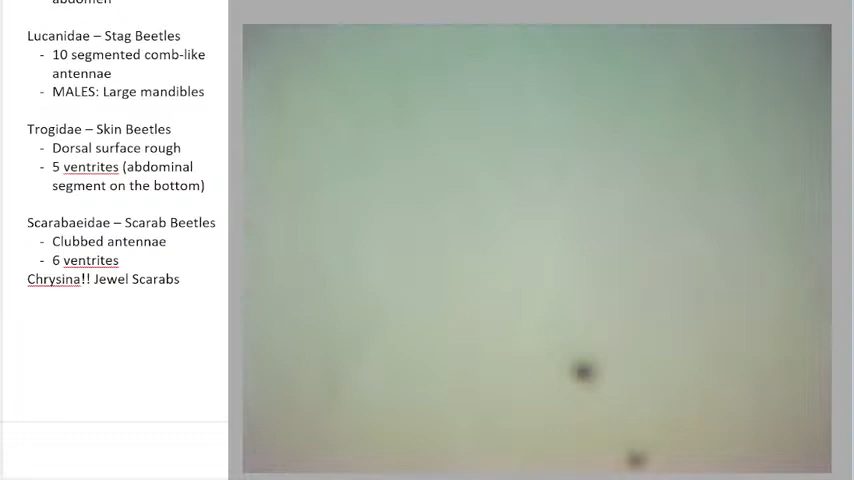 Lucanidae – Stag Beetles
- 10 segmented comb-like
antennae
- MALES: Large mandibles
Trogidae – Skin Beetles
- Dorsal surface rough
- 5 ventrites (abdominal
segment on the bottom)
Scarabaeidae – Scarab Beetles
- Clubbed antennae
- 6 ventrites
Chrysina!! Jewel Scarabs